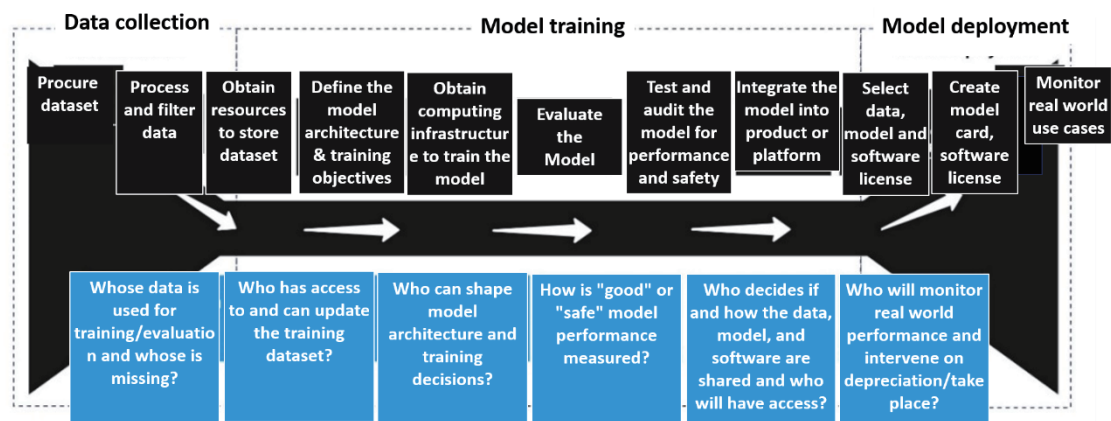 Data collection
Model training
Model deployment
Procure
dataset
Process
and filter
data
Obtain
resources
to store
dataset
Define the
model
architecture
& training
objectives
Obtain
computing
infrastructur
e to train the
model
Evaluate
the
Model
Test and
audit the
model for
performance
and safety
Integrate the
model into
product or
platform
Select
data,
model and
software
license
Create
model
card,
software
license
Monitor
real world
use cases
Whose data is
used for
training/evaluatio
n and whose is
missing?
Who has access
to and can update
the training
dataset?
Who can shape
model
architecture and
training
decisions?
How is "good" or
"safe" model
performance
measured?
Who decides if
and how the data,
model, and
software are
shared and who
will have access?
Who will monitor
real world
performance and
intervene on
depreciation/take
place?